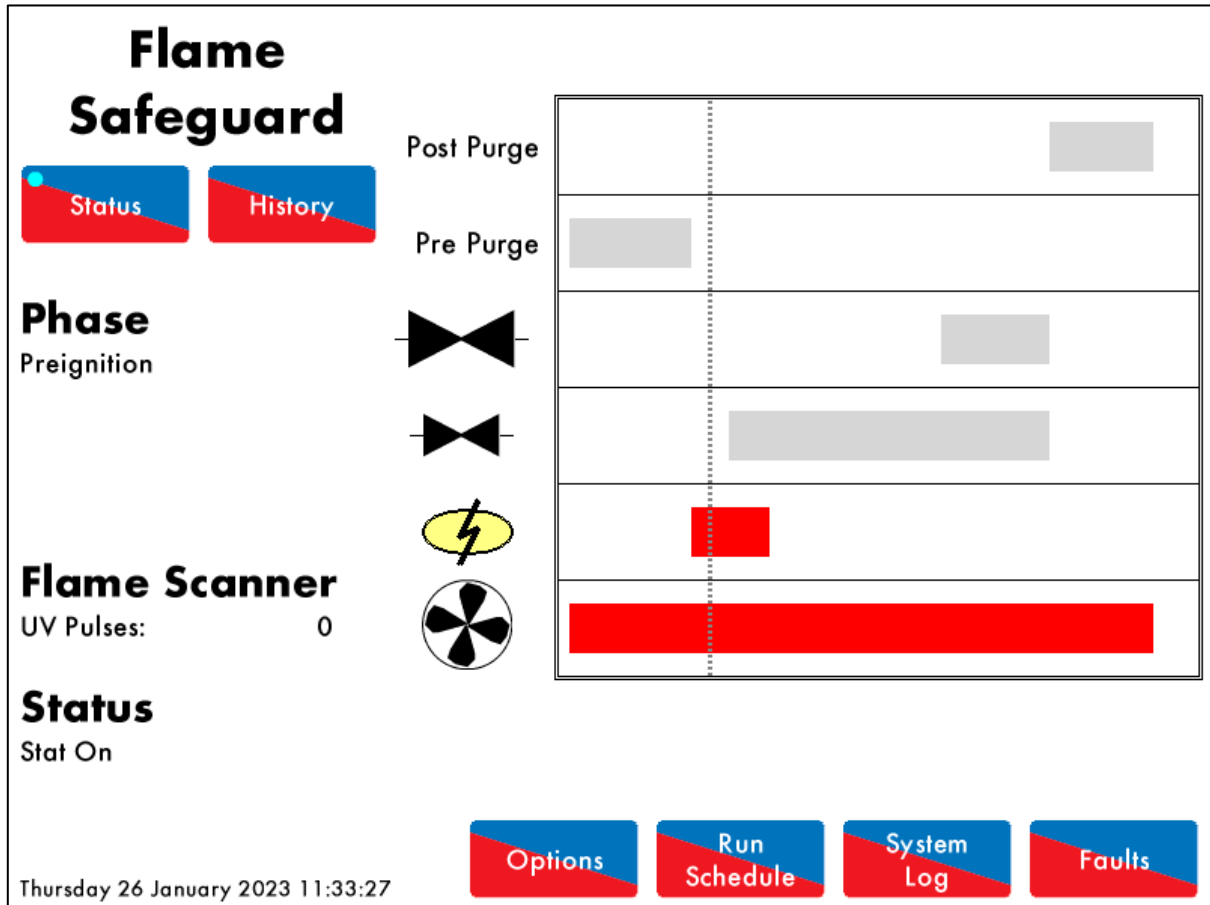 Flame
Safeguard
Status
History
Post Purge
Pre Purge
Phase
Preignition
Flame Scanner
UV Pulses: 0
Status
Stat On
Options
Run
Schedule
System
Log
Faults
Thursday 26 January 2023 11:33:27